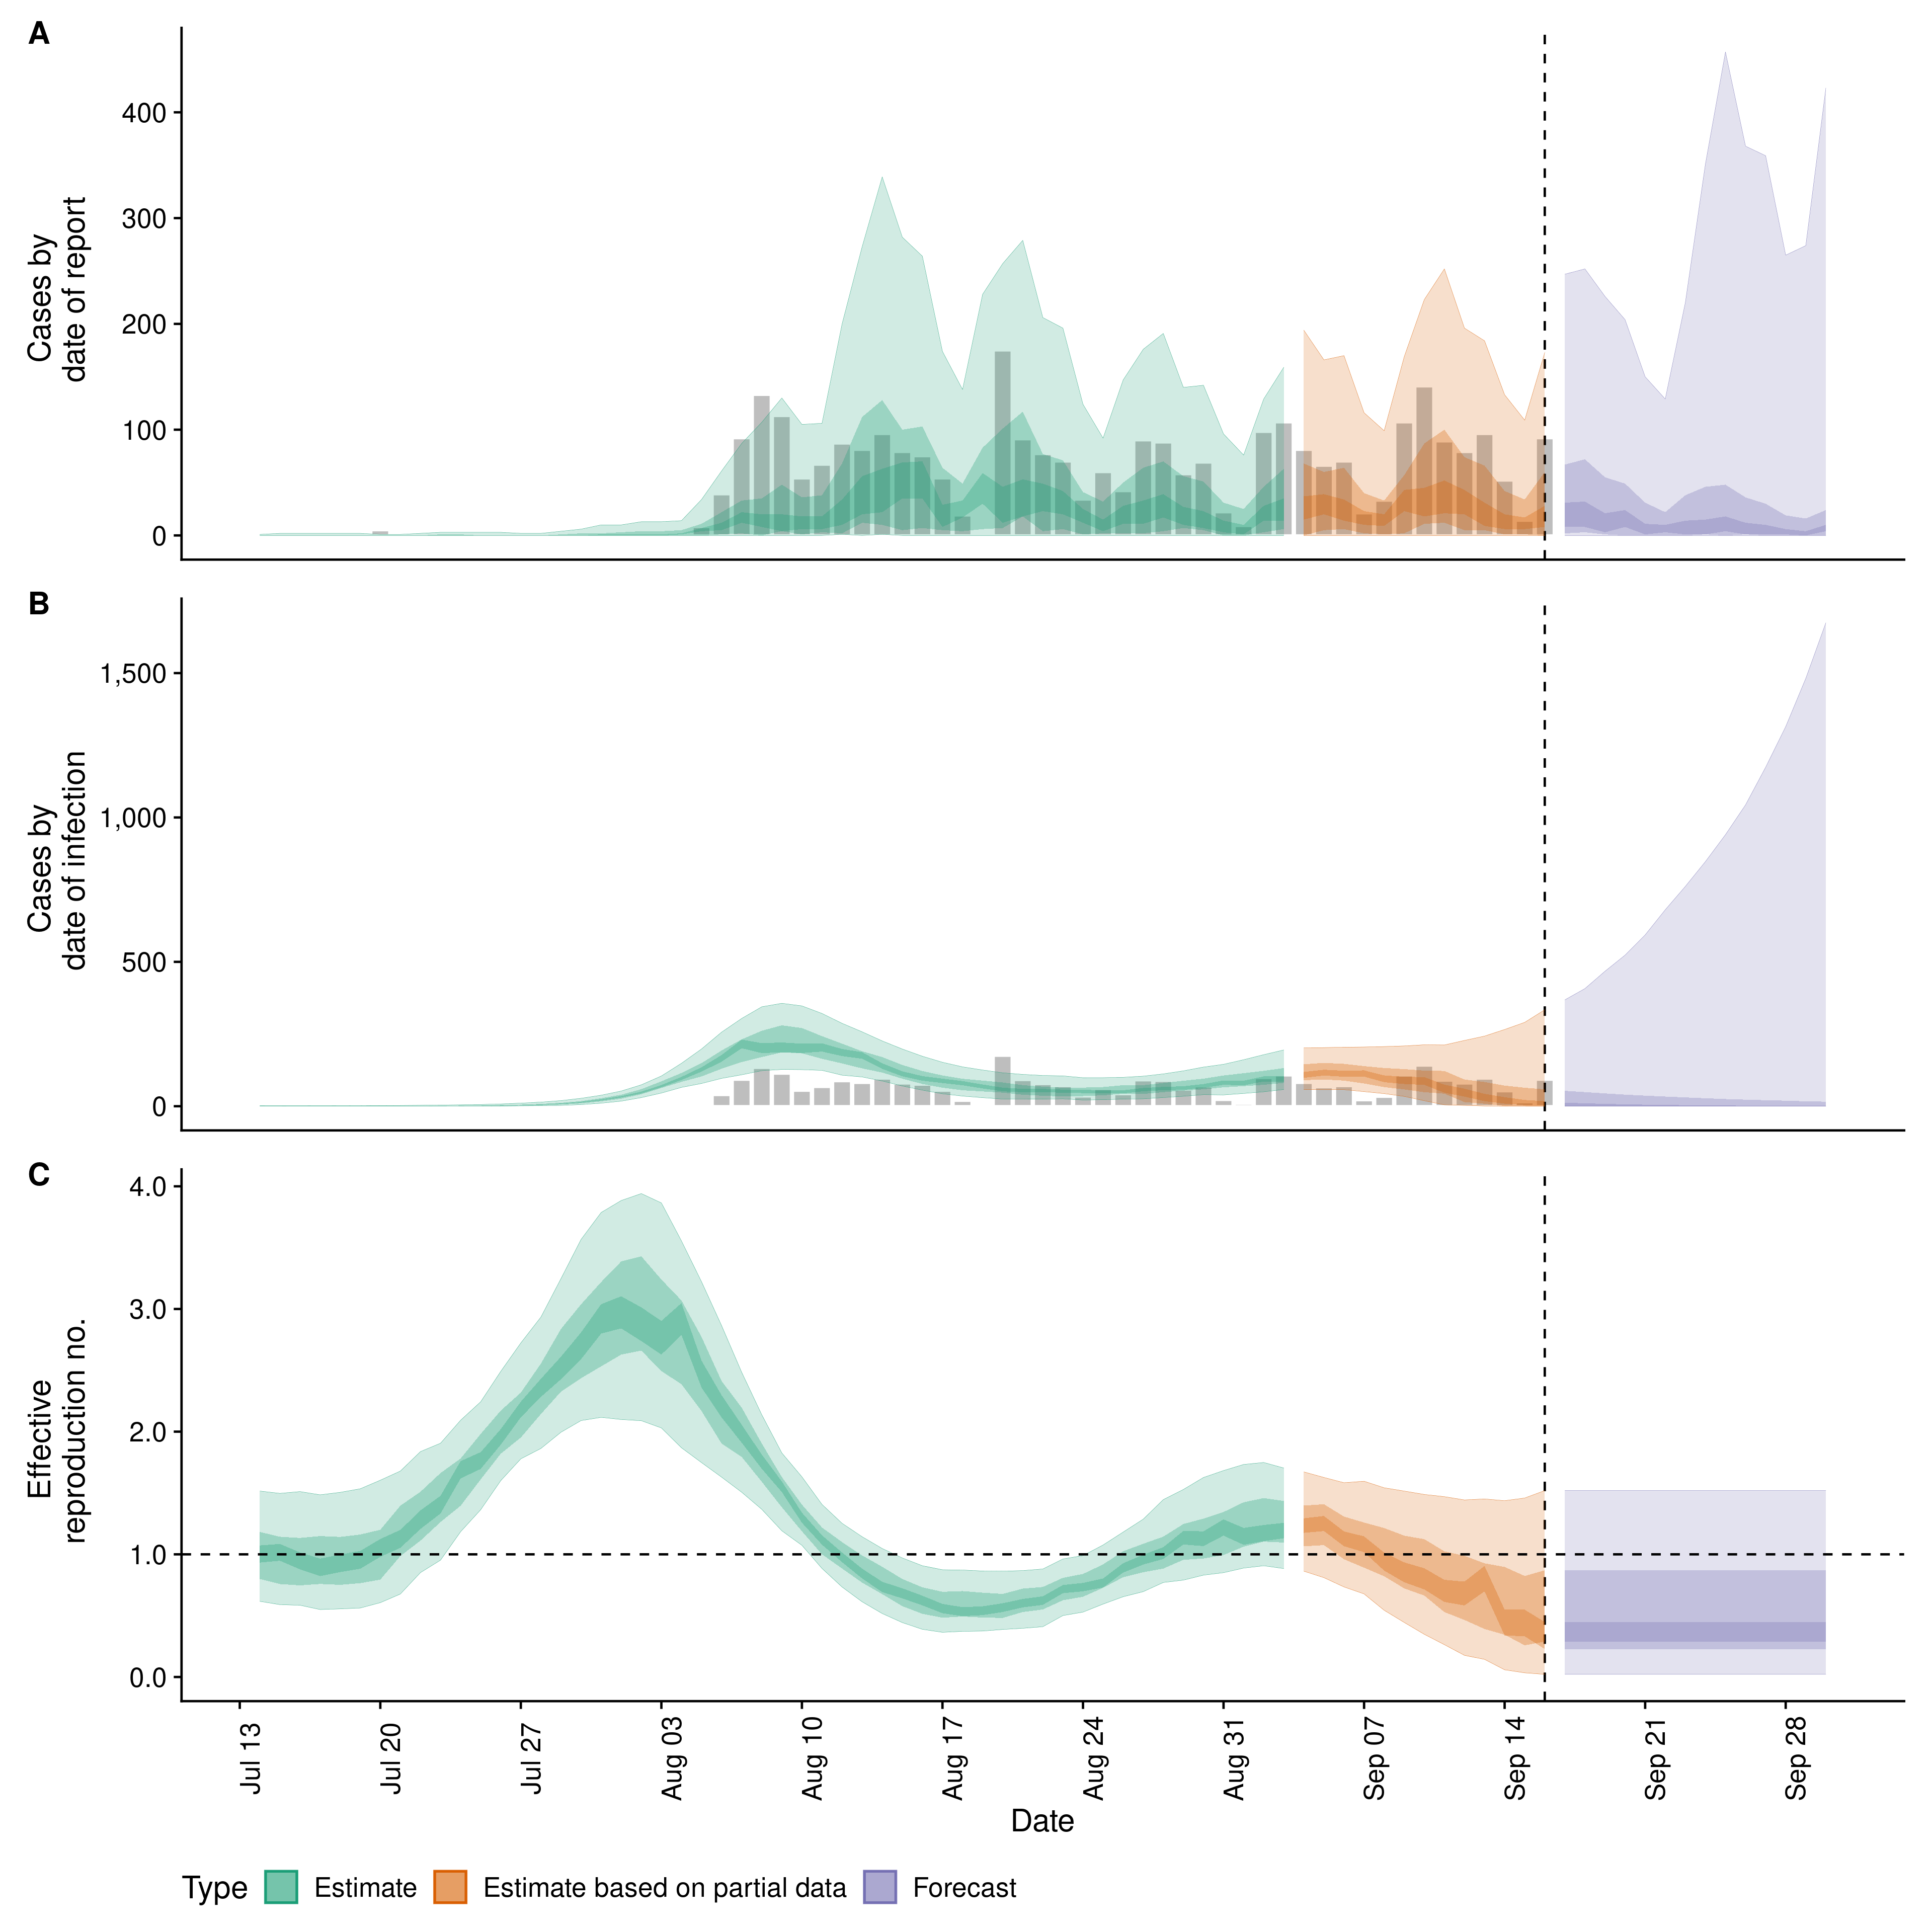 A
Cases by
date of report
400
300
200
100
0
B
Cases by
date of infection
1,500
1,000
500
0
C
Effective
reproduction no.
4.0
3.0
2.0
1.0
0.0
Jul 13
Jul 20
Jul 27
Aug 03
Aug 10
Aug 17
Aug 24
Aug 31
Sep 07
Sep 14
Sep 21
Sep 28
Date
Type Estimate Estimate based on partial data Forecast